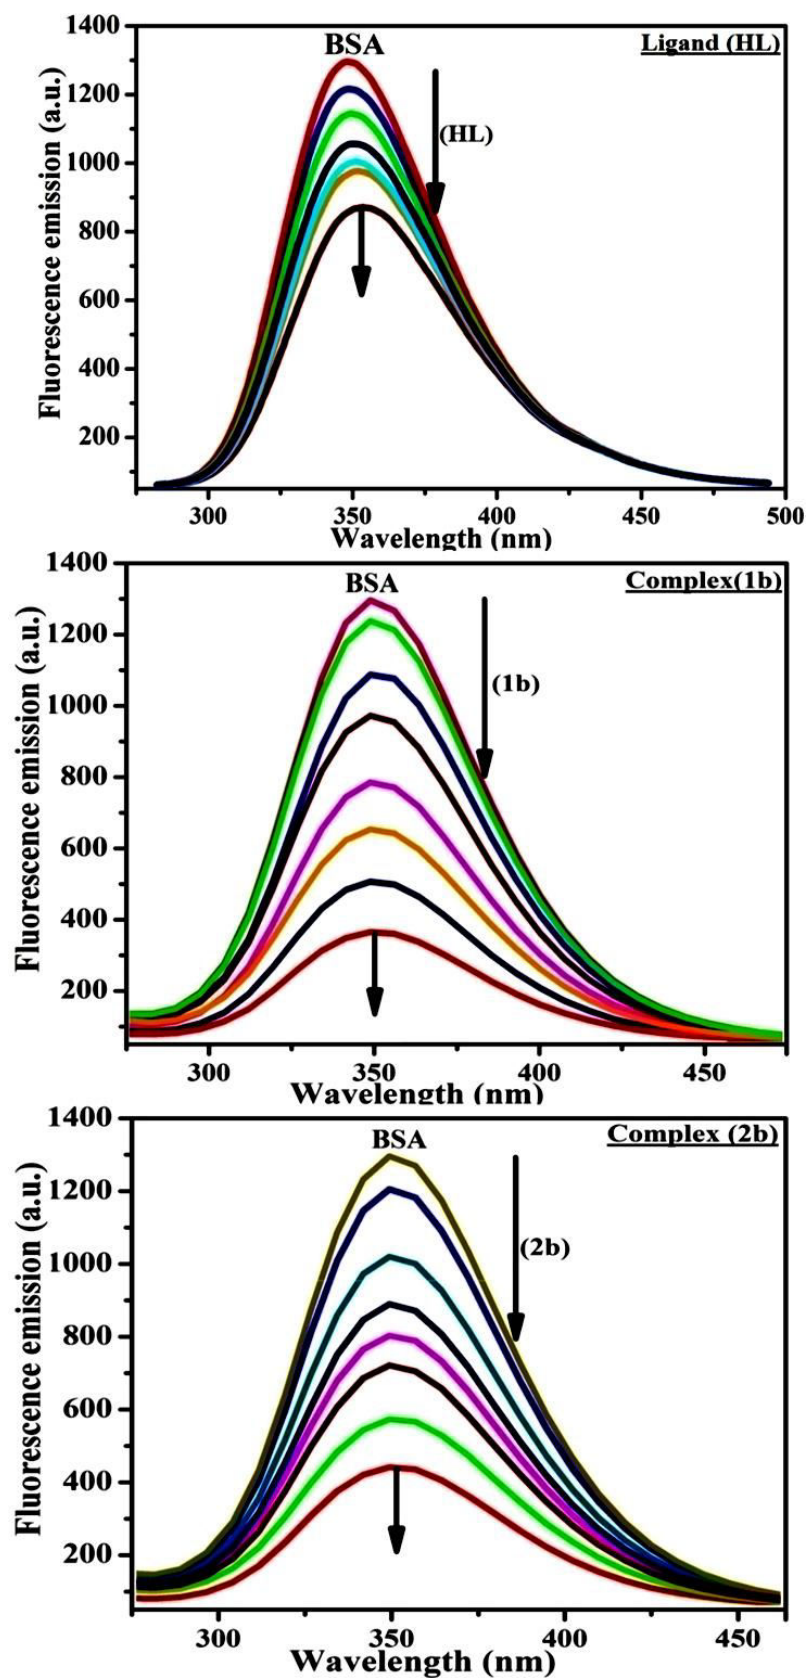 1400
1200
1000
800
600
400
200
Fluorescence emission (a.u.)
BSA
Ligand (HL)
(HL)
300 350 400 450 500
Wavelength (nm)
1400
1200
1000
800
600
400
200
Fluorescence emission (a.u.)
BSA
Complex(1b)
(1b)
300 350 400 450
Wavelength (nm)
1400
1200
1000
800
600
400
200
Fluorescence emission (a.u.)
BSA
Complex (2b)
(2b)
300 350 400 450
Wavelength (nm)